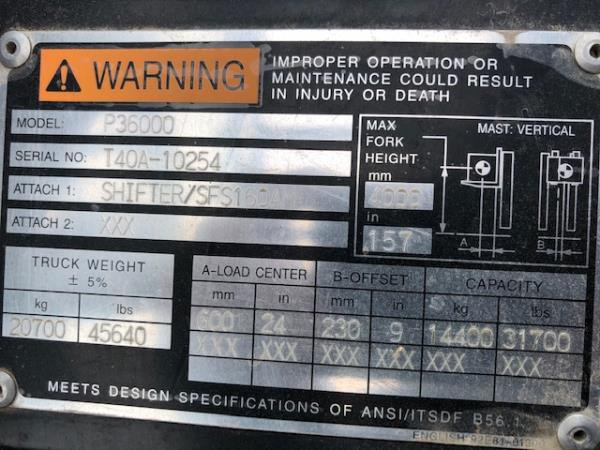 WARNING
IMPROPER OPERATION OR
MAINTENANCE COULD RESULT
IN INJURY OR DEATH
MODEL: P36000
SERIAL NO: T40A-10254
ATTACH 1: SHIFTER/SFS160A
ATTACH 2: XXX
MAX FORK HEIGHT
mm
4000
in
157
MAST: VERTICAL
A B
TRUCK WEIGHT
± 5%
kg lbs
20700 45640
A-LOAD CENTER B-OFFSET CAPACITY
mm in mm in kg lbs
600 24 230 9 14400 31700
XXX XXX XXX XXX XXX XXX
MEETS DESIGN SPECIFICATIONS OF ANSI/ITSDF B56.1
ENGLISH